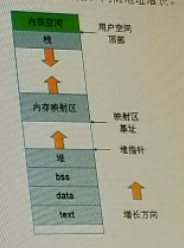 内核空间
用户空间
顶部
栈
内存映射区
映射区
基址
堆
堆指针
bss
data
text
增长方向